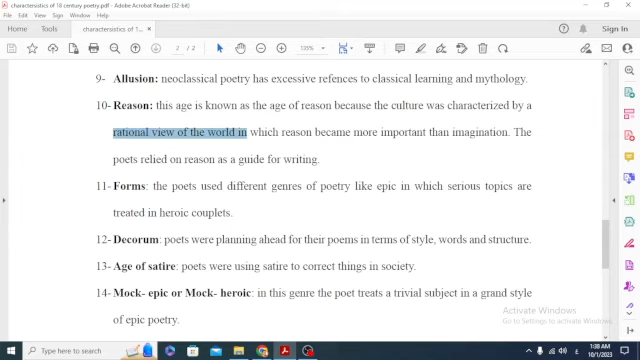 charactersistics of 18 century poetry.pdf - Adobe Acrobat Reader (32-bit)
File Edit View Sign Window Help
Home Tools charactersistics of 1... ×
Sign In
2 / 2 135%
9- Allusion: neoclassical poetry has excessive refences to classical learning and mythology.
10- Reason: this age is known as the age of reason because the culture was characterized by a
rational view of the world in which reason became more important than imagination. The
poets relied on reason as a guide for writing.
11- Forms: the poets used different genres of poetry like epic in which serious topics are
treated in heroic couplets.
12- Decorum: poets were planning ahead for their poems in terms of style, words and structure.
13- Age of satire: poets were using satire to correct things in society.
14- Mock- epic or Mock- heroic: in this genre the poet treats a trivial subject in a grand style
of epic poetry.
Activate Windows
Go to Settings to activate Windows.
Type here to search
1:38 AM
10/1/2023